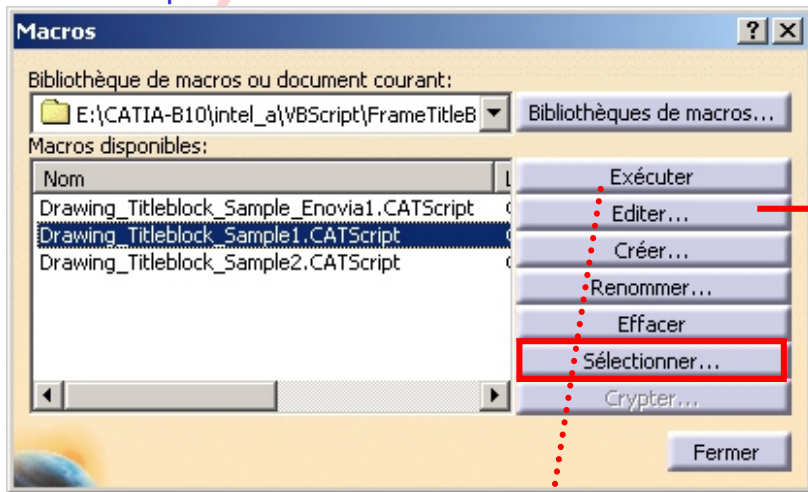 Macros
Bibliothèque de macros ou document courant:
E:\CATIA-B10\intel_a\VBScript\FrameTitleB
Bibliothèques de macros...
Macros disponibles:
Nom
Exécuter
Drawing_Titleblock_Sample_Enovia1.CATScript
Editer...
Drawing_Titleblock_Sample1.CATScript
Créer...
Drawing_Titleblock_Sample2.CATScript
Renommer...
Effacer
Sélectionner...
Crypter...
Fermer